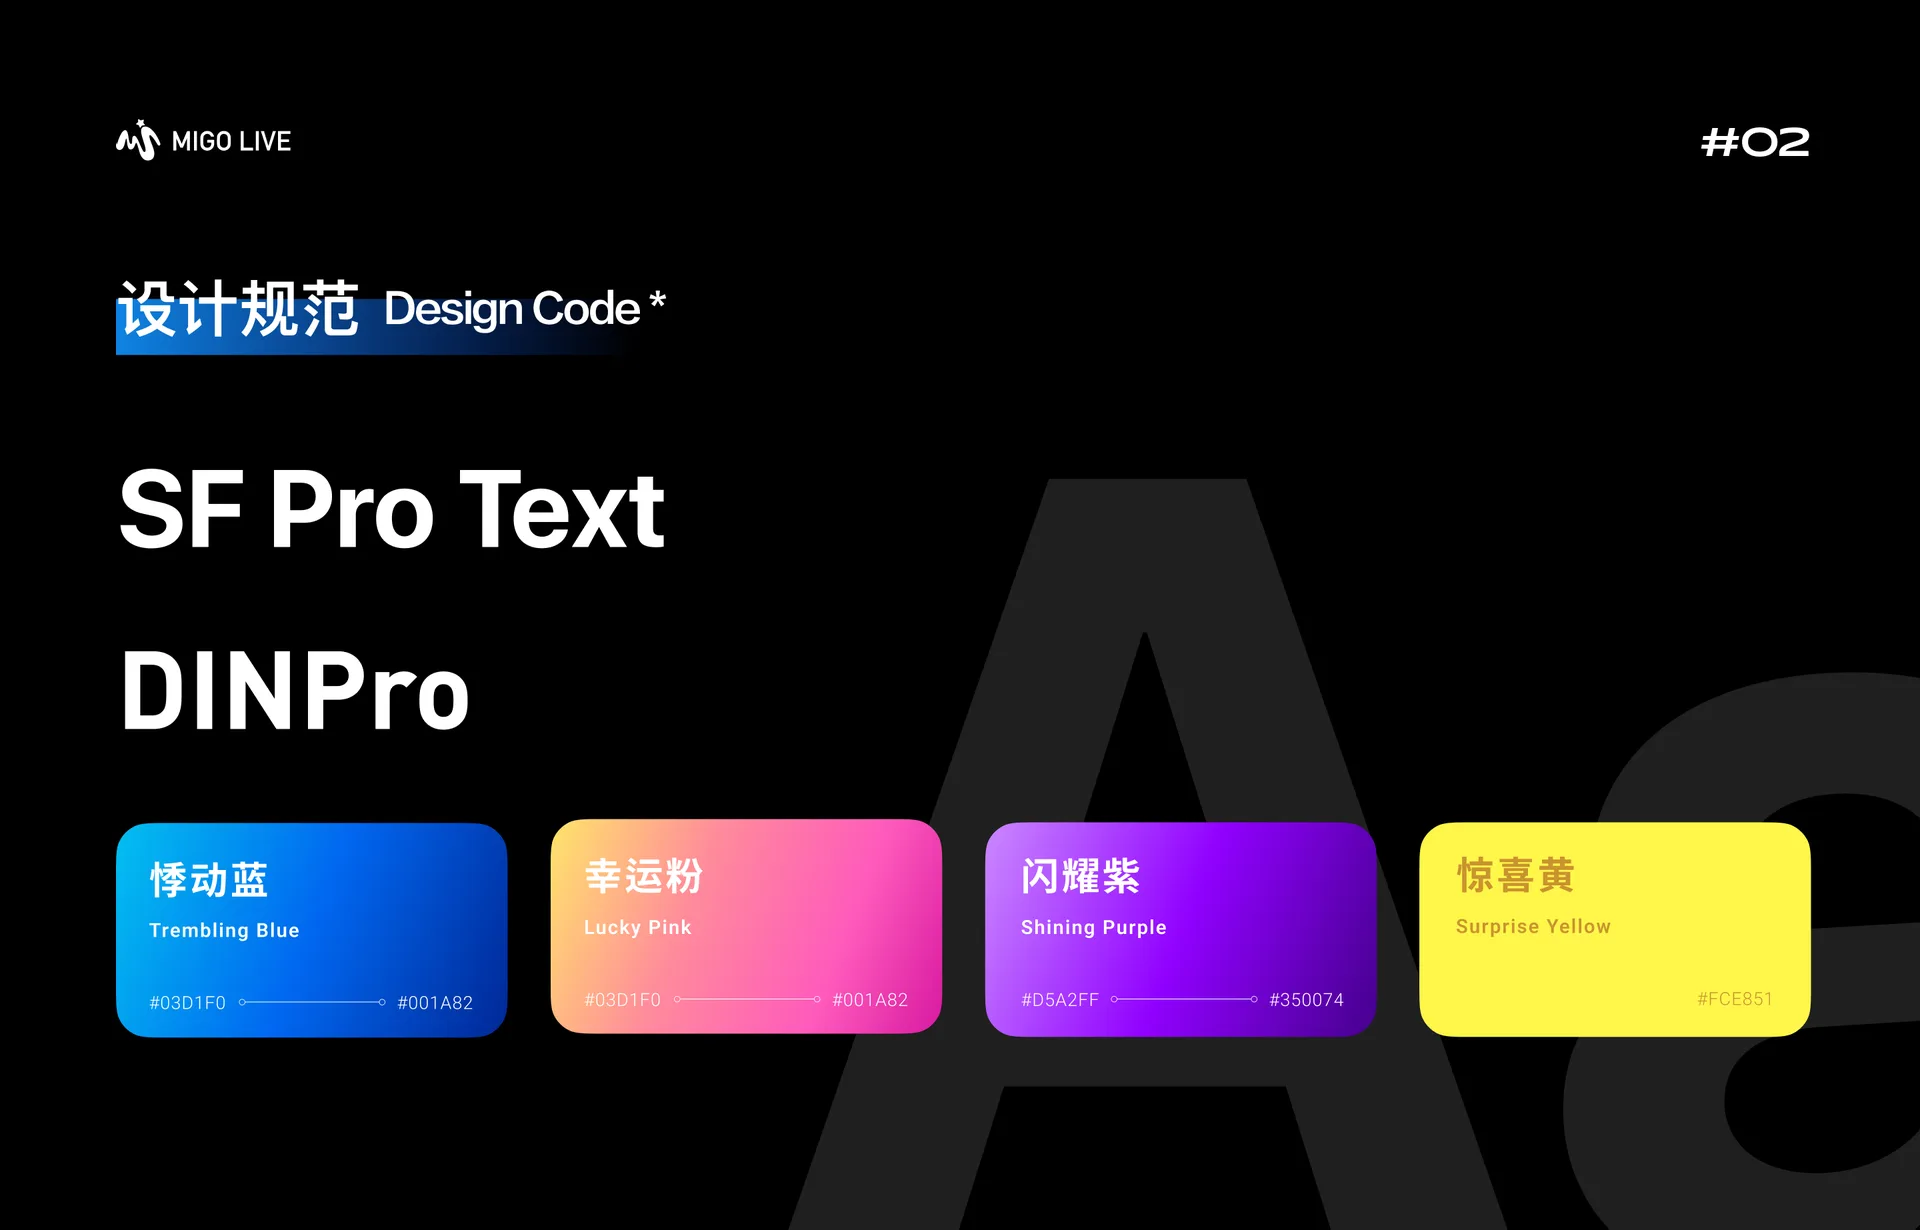 MIGO LIVE
#02
设计规范 Design Code *
SF Pro Text
DINPro
Aa
悸动蓝
Trembling Blue
#03D1F0 #001A82
幸运粉
Lucky Pink
#03D1F0 #001A82
闪耀紫
Shining Purple
#D5A2FF #350074
惊喜黄
Surprise Yellow
#FCE851